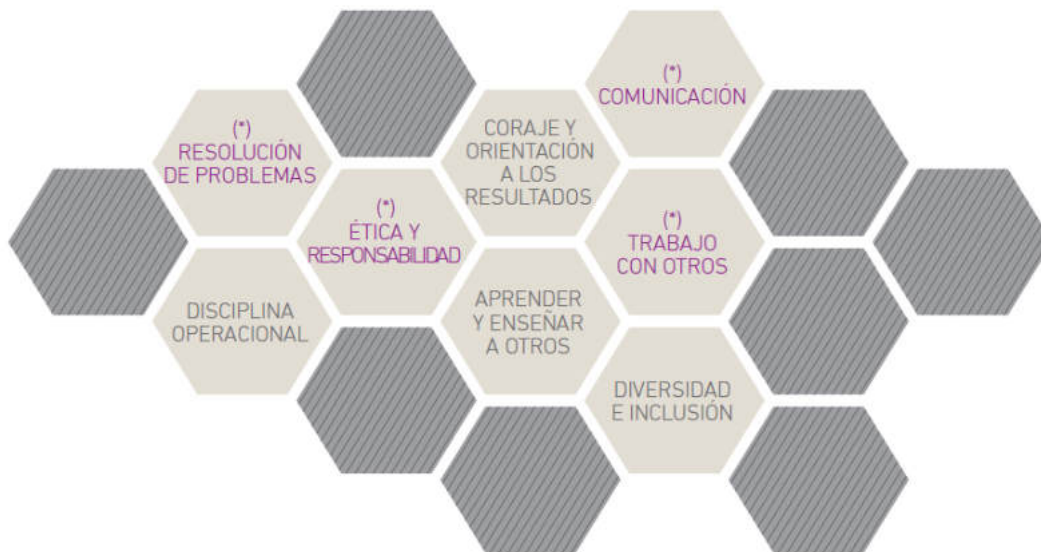 (*)
RESOLUCIÓN
DE PROBLEMAS
(*)
ÉTICA Y
RESPONSABILIDAD
DISCIPLINA
OPERACIONAL
CORAJE Y
ORIENTACIÓN
A LOS
RESULTADOS
APRENDER
Y ENSEÑAR
A OTROS
(*)
COMUNICACIÓN
(*)
TRABAJO
CON OTROS
DIVERSIDAD
E INCLUSIÓN